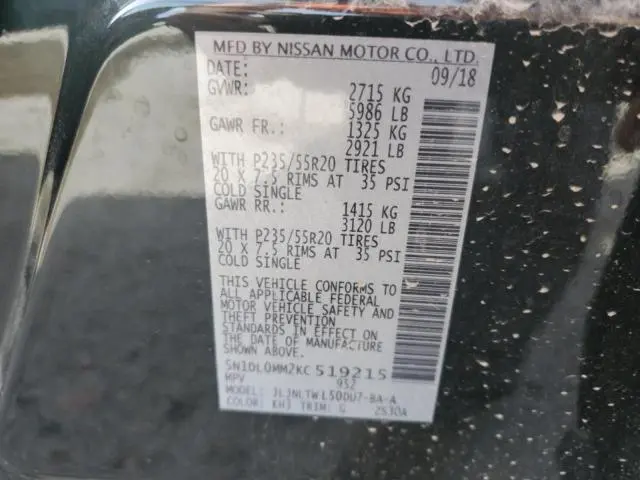 MFD BY NISSAN MOTOR CO., LTD.
DATE: 09/18
GVWR: 2715 KG
5986 LB
GAWR FR.: 1325 KG
2921 LB
WITH P235/55R20 TIRES
20 X 7.5 RIMS AT 35 PSI
COLD SINGLE
GAWR RR.: 1415 KG
3120 LB
WITH P235/55R20 TIRES
20 X 7.5 RIMS AT 35 PSI
COLD SINGLE
THIS VEHICLE CONFORMS TO
ALL APPLICABLE FEDERAL
MOTOR VEHICLE SAFETY AND
THEFT PREVENTION
STANDARDS IN EFFECT ON
THE DATE OF MANUFACTURE
SHOWN ABOVE.
5N1DL0MM2KC 519215
MPV 952
MODEL: JLJNLTWL50DU7-BA-A
COLOR: KH3 TRIM: G 2S30A